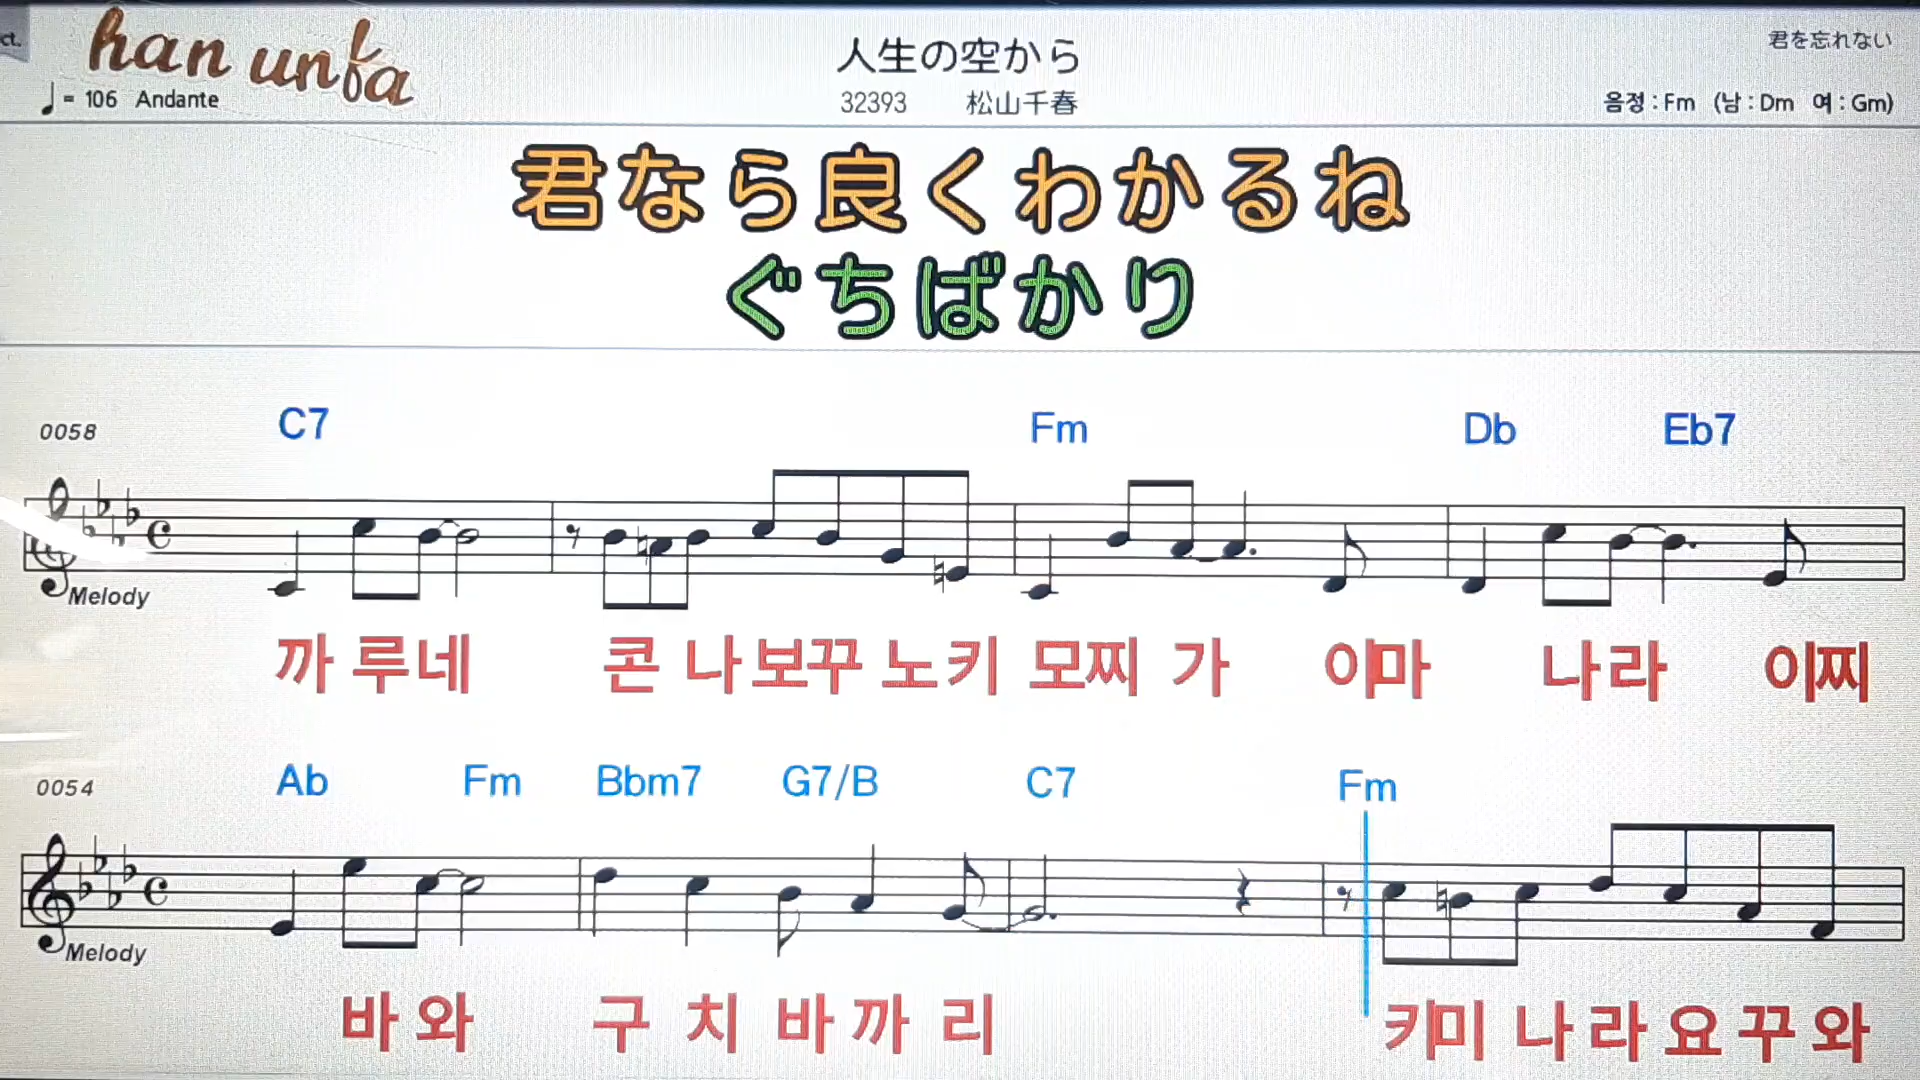 ct.
han unfa
人生の空から
君を忘れない
♩= 106 Andante
32393 松山千春
음정 : Fm (남 : Dm 여 : Gm)
君なら良くわかるね
ぐちばかり
0058 C7 Fm Db Eb7
Melody
까 루네 콘 나보꾸 노키 모찌 가 이마 나라 이찌
0054 Ab Fm Bbm7 G7/B C7 Fm
Melody
바 와 구 치 바 까 리 키미 나 라 요 꾸 와